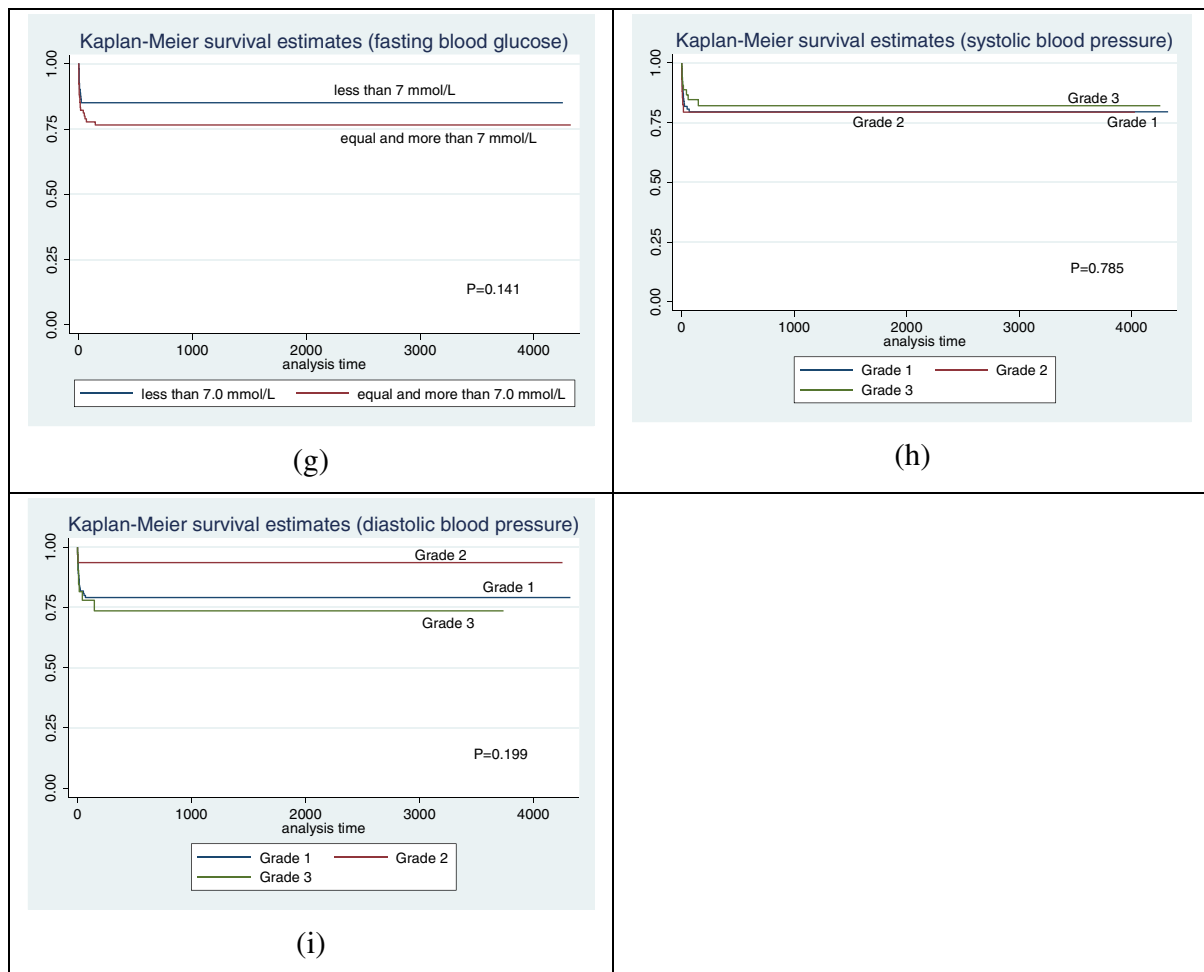 Kaplan-Meier survival estimates (fasting blood glucose)
1.00
0.75
0.50
0.25
0.00
less than 7 mmol/L
equal and more than 7 mmol/L
P=0.141
0 1000 2000 3000 4000
analysis time
less than 7.0 mmol/L equal and more than 7.0 mmol/L
(g)
Kaplan-Meier survival estimates (systolic blood pressure)
1.00
0.75
0.50
0.25
0.00
Grade 3
Grade 2 Grade 1
P=0.785
0 1000 2000 3000 4000
analysis time
Grade 1 Grade 2
Grade 3
(h)
Kaplan-Meier survival estimates (diastolic blood pressure)
1.00
0.75
0.50
0.25
0.00
Grade 2
Grade 1
Grade 3
P=0.199
0 1000 2000 3000 4000
analysis time
Grade 1 Grade 2
Grade 3
(i)